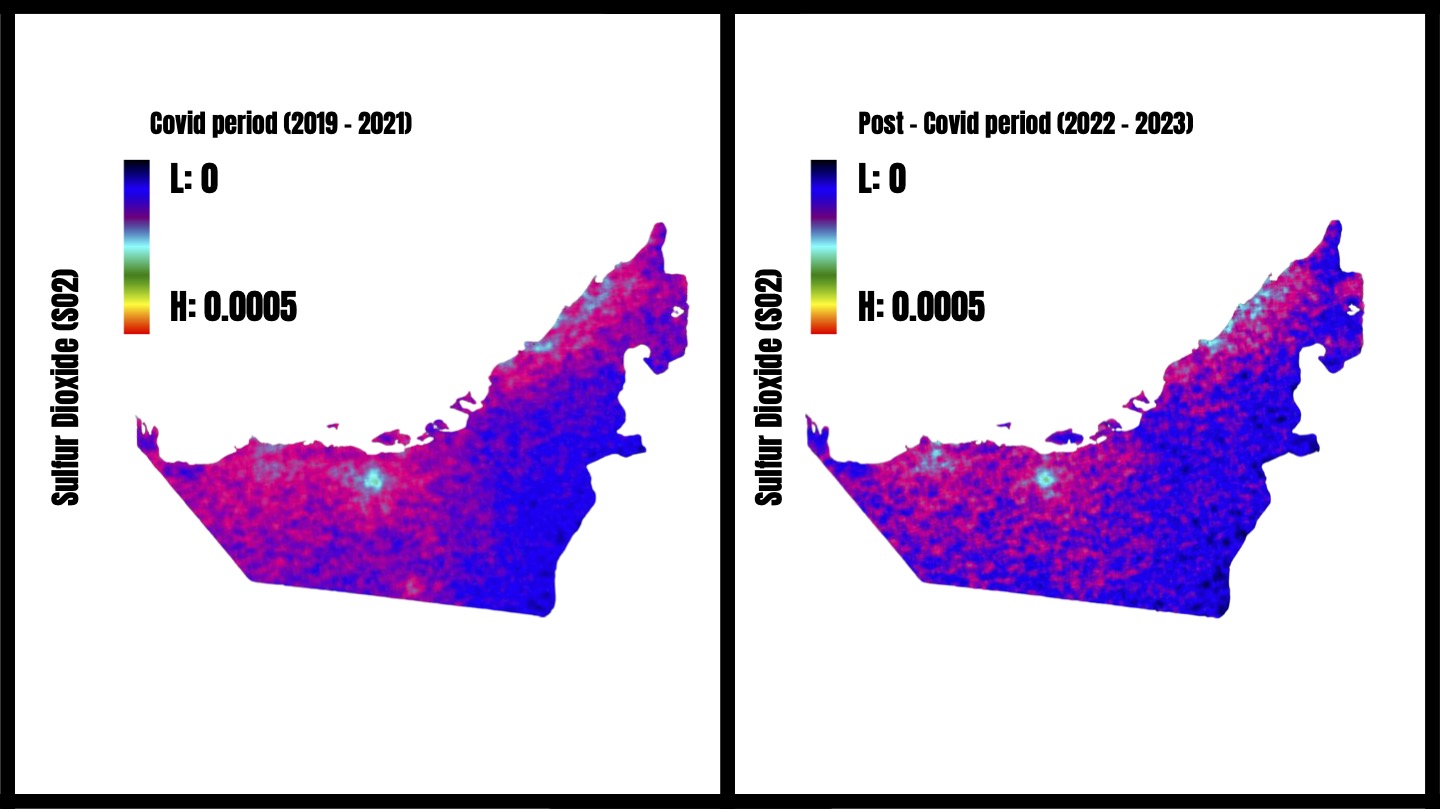 Covid period (2019 - 2021)
L: 0
H: 0.0005
Sulfur Dioxide (SO2)
Post - Covid period (2022 - 2023)
L: 0
H: 0.0005
Sulfur Dioxide (SO2)